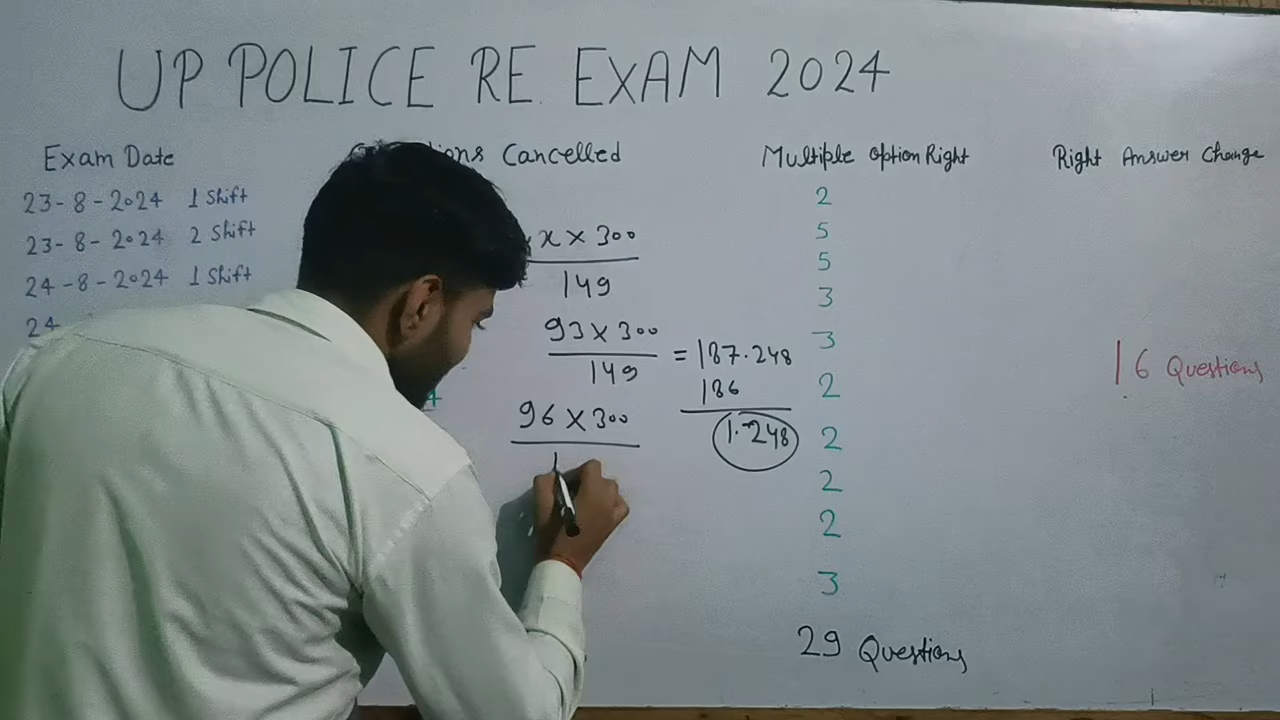 UP POLICE RE EXAM 2024
Exam Date Cancelled Multiple Option Right Right Answer Change
23-8-2024 1 Shift 2
23-8-2024 2 Shift x × 300 5
24-8-2024 1 Shift 149 5
24 3
93 × 300 3
149 = 187.248 16 Questions
186 2
96 × 300 1.248 2
2
2
3
29 Questions